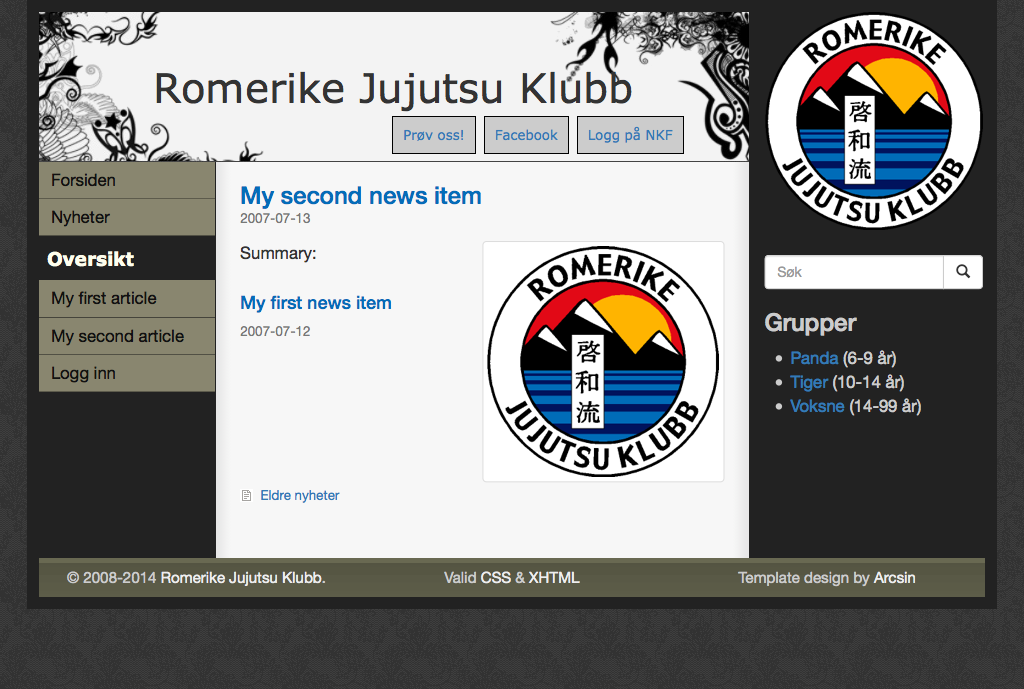 Romerike Jujutsu Klubb
Prøv oss!
Facebook
Logg på NKF
ROMERIKE
啓
和
流
JUJUTSU KLUBB
Forsiden
Nyheter
Oversikt
My first article
My second article
Logg inn
My second news item
2007-07-13
Summary:
My first news item
2007-07-12
ROMERIKE
啓
和
流
JUJUTSU KLUBB
Eldre nyheter
Søk
Grupper
Panda (6-9 år)
Tiger (10-14 år)
Voksne (14-99 år)
© 2008-2014 Romerike Jujutsu Klubb.
Valid CSS & XHTML
Template design by Arcsin